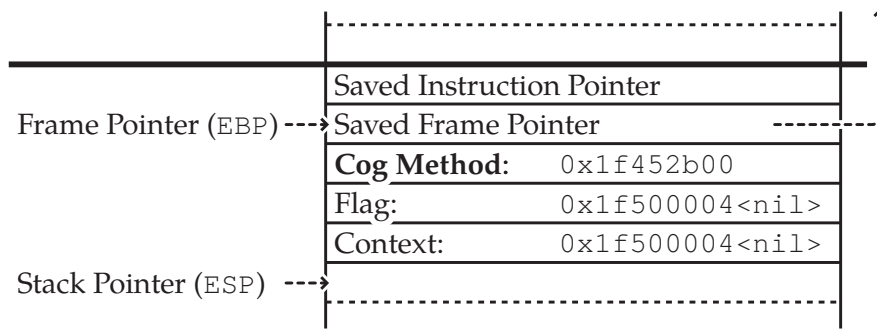 Saved Instruction Pointer
Frame Pointer (EBP) Saved Frame Pointer
Cog Method: 0x1f452b00
Flag: 0x1f500004<nil>
Context: 0x1f500004<nil>
Stack Pointer (ESP)